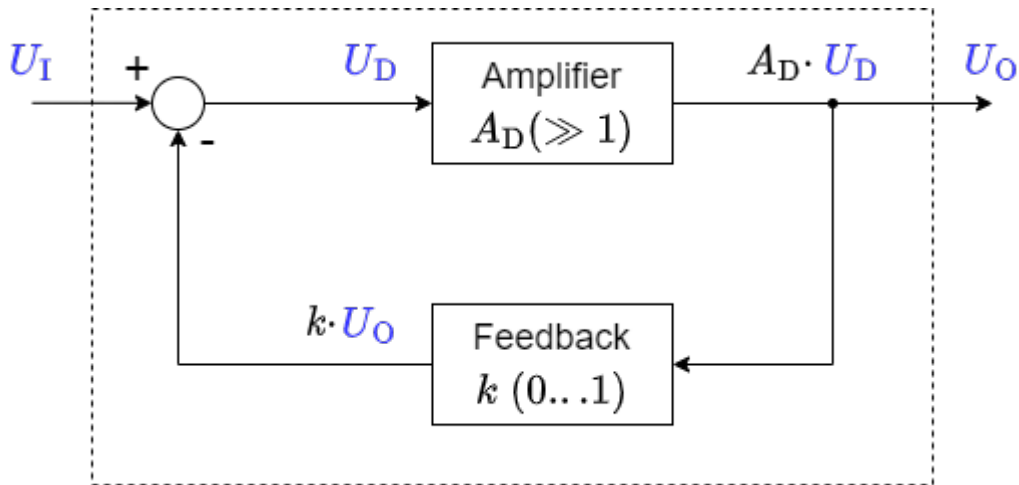 U_I
+
-
U_D
Amplifier
A_D(≫ 1)
A_D· U_D
U_O
k·U_O
Feedback
k (0...1)